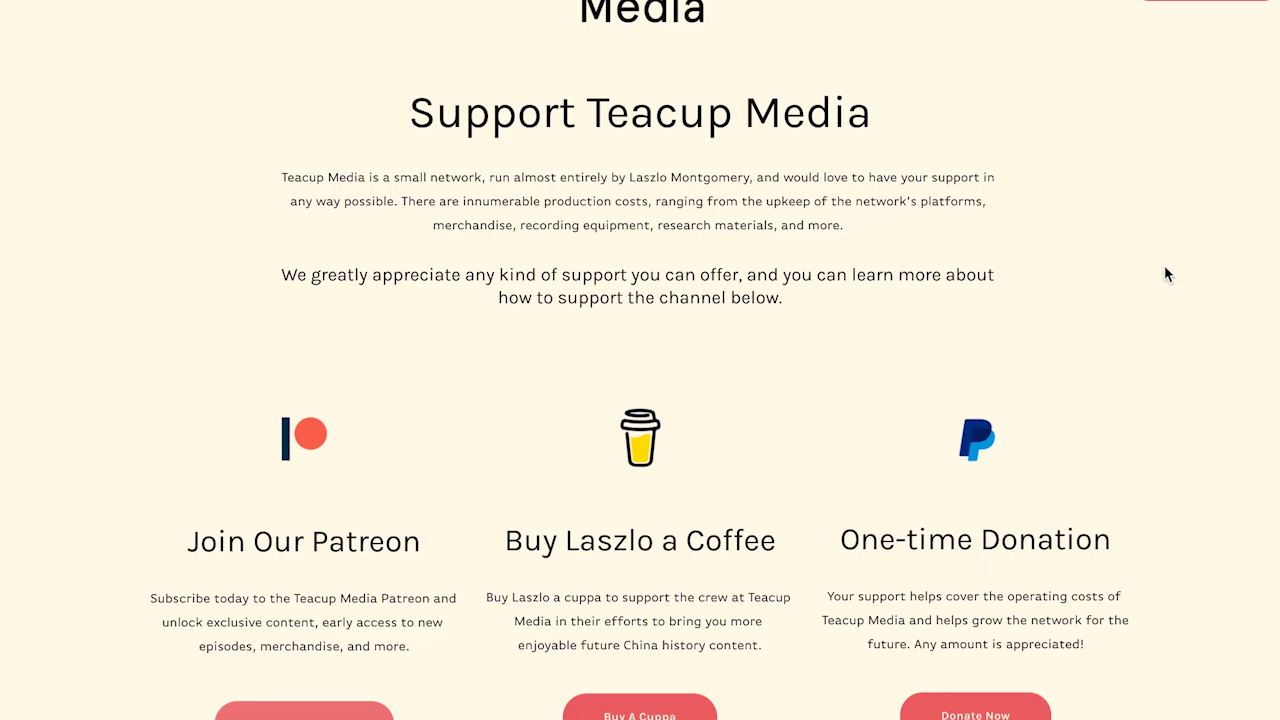 Media
Support Teacup Media
Teacup Media is a small network, run almost entirely by Laszlo Montgomery, and would love to have your support in
any way possible. There are innumerable production costs, ranging from the upkeep of the network's platforms,
merchandise, recording equipment, research materials, and more.
We greatly appreciate any kind of support you can offer, and you can learn more about
how to support the channel below.
Join Our Patreon
Subscribe today to the Teacup Media Patreon and
unlock exclusive content, early access to new
episodes, merchandise, and more.
Buy Laszlo a Coffee
Buy Laszlo a cuppa to support the crew at Teacup
Media in their efforts to bring you more
enjoyable future China history content.
Buy A Cuppa
One-time Donation
Your support helps cover the operating costs of
Teacup Media and helps grow the network for the
future. Any amount is appreciated!
Donate Now